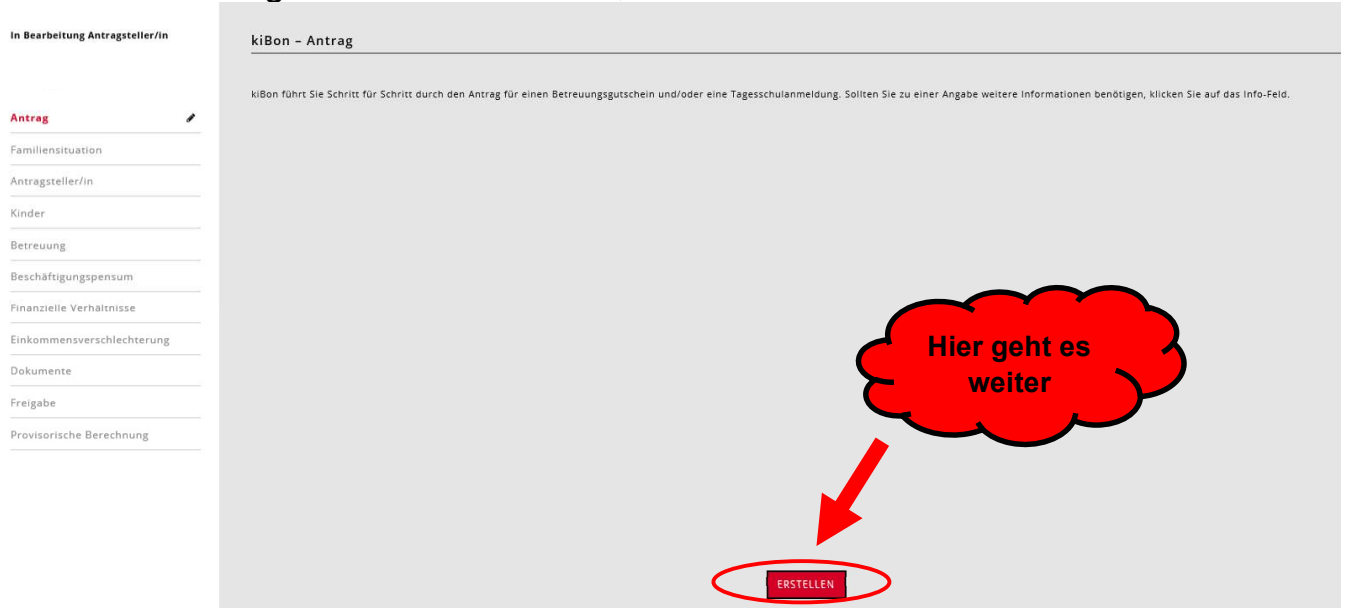 In Bearbeitung Antragsteller/in
kiBon – Antrag
kiBon führt Sie Schritt für Schritt durch den Antrag für einen Betreuungsgutschein und/oder eine Tagesschulanmeldung. Sollten Sie zu einer Angabe weitere Informationen benötigen, klicken Sie auf das Info-Feld.
Antrag
Familiensituation
Antragsteller/in
Kinder
Betreuung
Beschäftigungspensum
Finanzielle Verhältnisse
Einkommensverschlechterung
Dokumente
Freigabe
Provisorische Berechnung
Hier geht es
weiter
ERSTELLEN